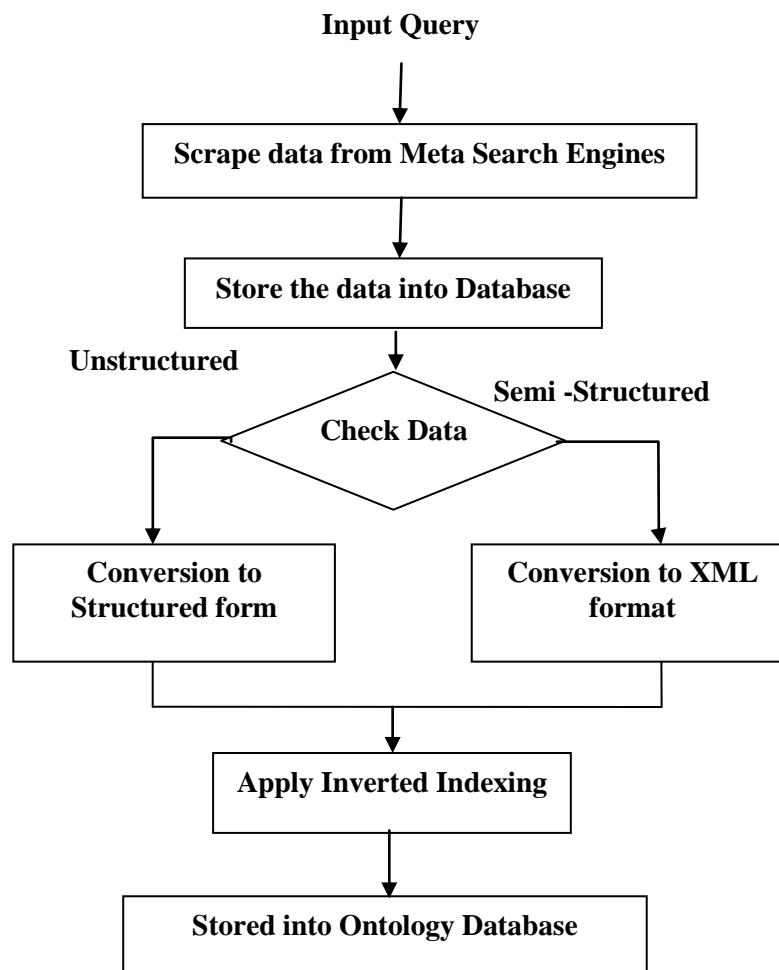 Input Query
Scrape data from Meta Search Engines
Store the data into Database
Unstructured
Semi -Structured
Check Data
Conversion to
Structured form
Conversion to XML
format
Apply Inverted Indexing
Stored into Ontology Database